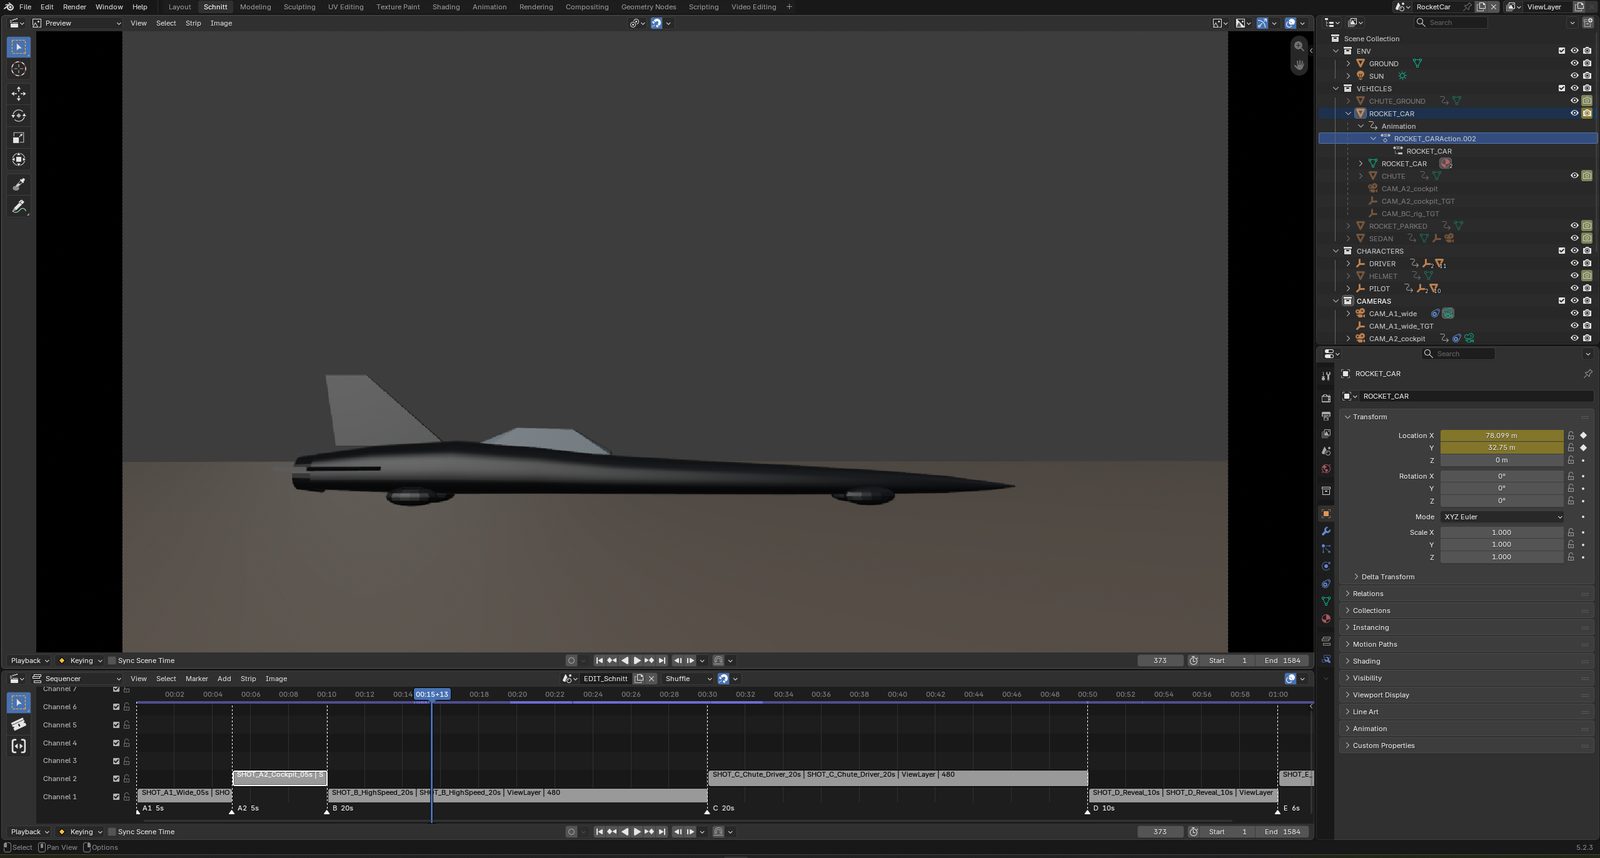 File Edit Render Window Help Layout Schnitt Modeling Sculpting UV Editing Texture Paint Shading Animation Rendering Compositing Geometry Nodes Scripting Video Editing + RocketCar ViewLayer
Preview View Select Strip Image Search
Scene Collection
ENV
GROUND
SUN
VEHICLES
CHUTE_GROUND
ROCKET_CAR
Animation
ROCKET_CARAction.002
ROCKET_CAR
ROCKET_CAR
CHUTE
CAM_A2_cockpit
CAM_A2_cockpit_TGT
CAM_BC_rig_TGT
ROCKET_PARKED
SEDAN
CHARACTERS
DRIVER
HELMET
PILOT
CAMERAS
CAM_A1_wide
CAM_A1_wide_TGT
CAM_A2_cockpit
Search
ROCKET_CAR
ROCKET_CAR
Transform
Location X 78.099 m
Y 32.75 m
Z 0 m
Rotation X 0°
Y 0°
Z 0°
Mode XYZ Euler
Scale X 1.000
Y 1.000
Z 1.000
Delta Transform
Relations
Collections
Instancing
Motion Paths
Shading
Visibility
Viewport Display
Line Art
Animation
Custom Properties
Playback Keying Sync Scene Time 373 Start 1 End 1584
Sequencer View Select Marker Add Strip Image EDIT_Schnitt Shuffle
00:02 00:04 00:06 00:08 00:10 00:12 00:14 00:15+13 00:18 00:20 00:22 00:24 00:26 00:28 00:30 00:32 00:34 00:36 00:38 00:40 00:42 00:44 00:46 00:48 00:50 00:52 00:54 00:56 00:58 01:00
Channel 7
Channel 6
Channel 5
Channel 4
Channel 3
Channel 2 SHOT_A2_Cockpit_05s | S SHOT_C_Chute_Driver_20s | SHOT_C_Chute_Driver_20s | ViewLayer | 480 SHOT_E_
Channel 1 SHOT_A1_Wide_05s | SHO SHOT_B_HighSpeed_20s | SHOT_B_HighSpeed_20s | ViewLayer | 480 SHOT_D_Reveal_10s | SHOT_D_Reveal_10s | ViewLayer
A1 5s A2 5s B 20s C 20s D 10s E 6s
Playback Keying Sync Scene Time 373 Start 1 End 1584
Select Pan View Options 5.2.3